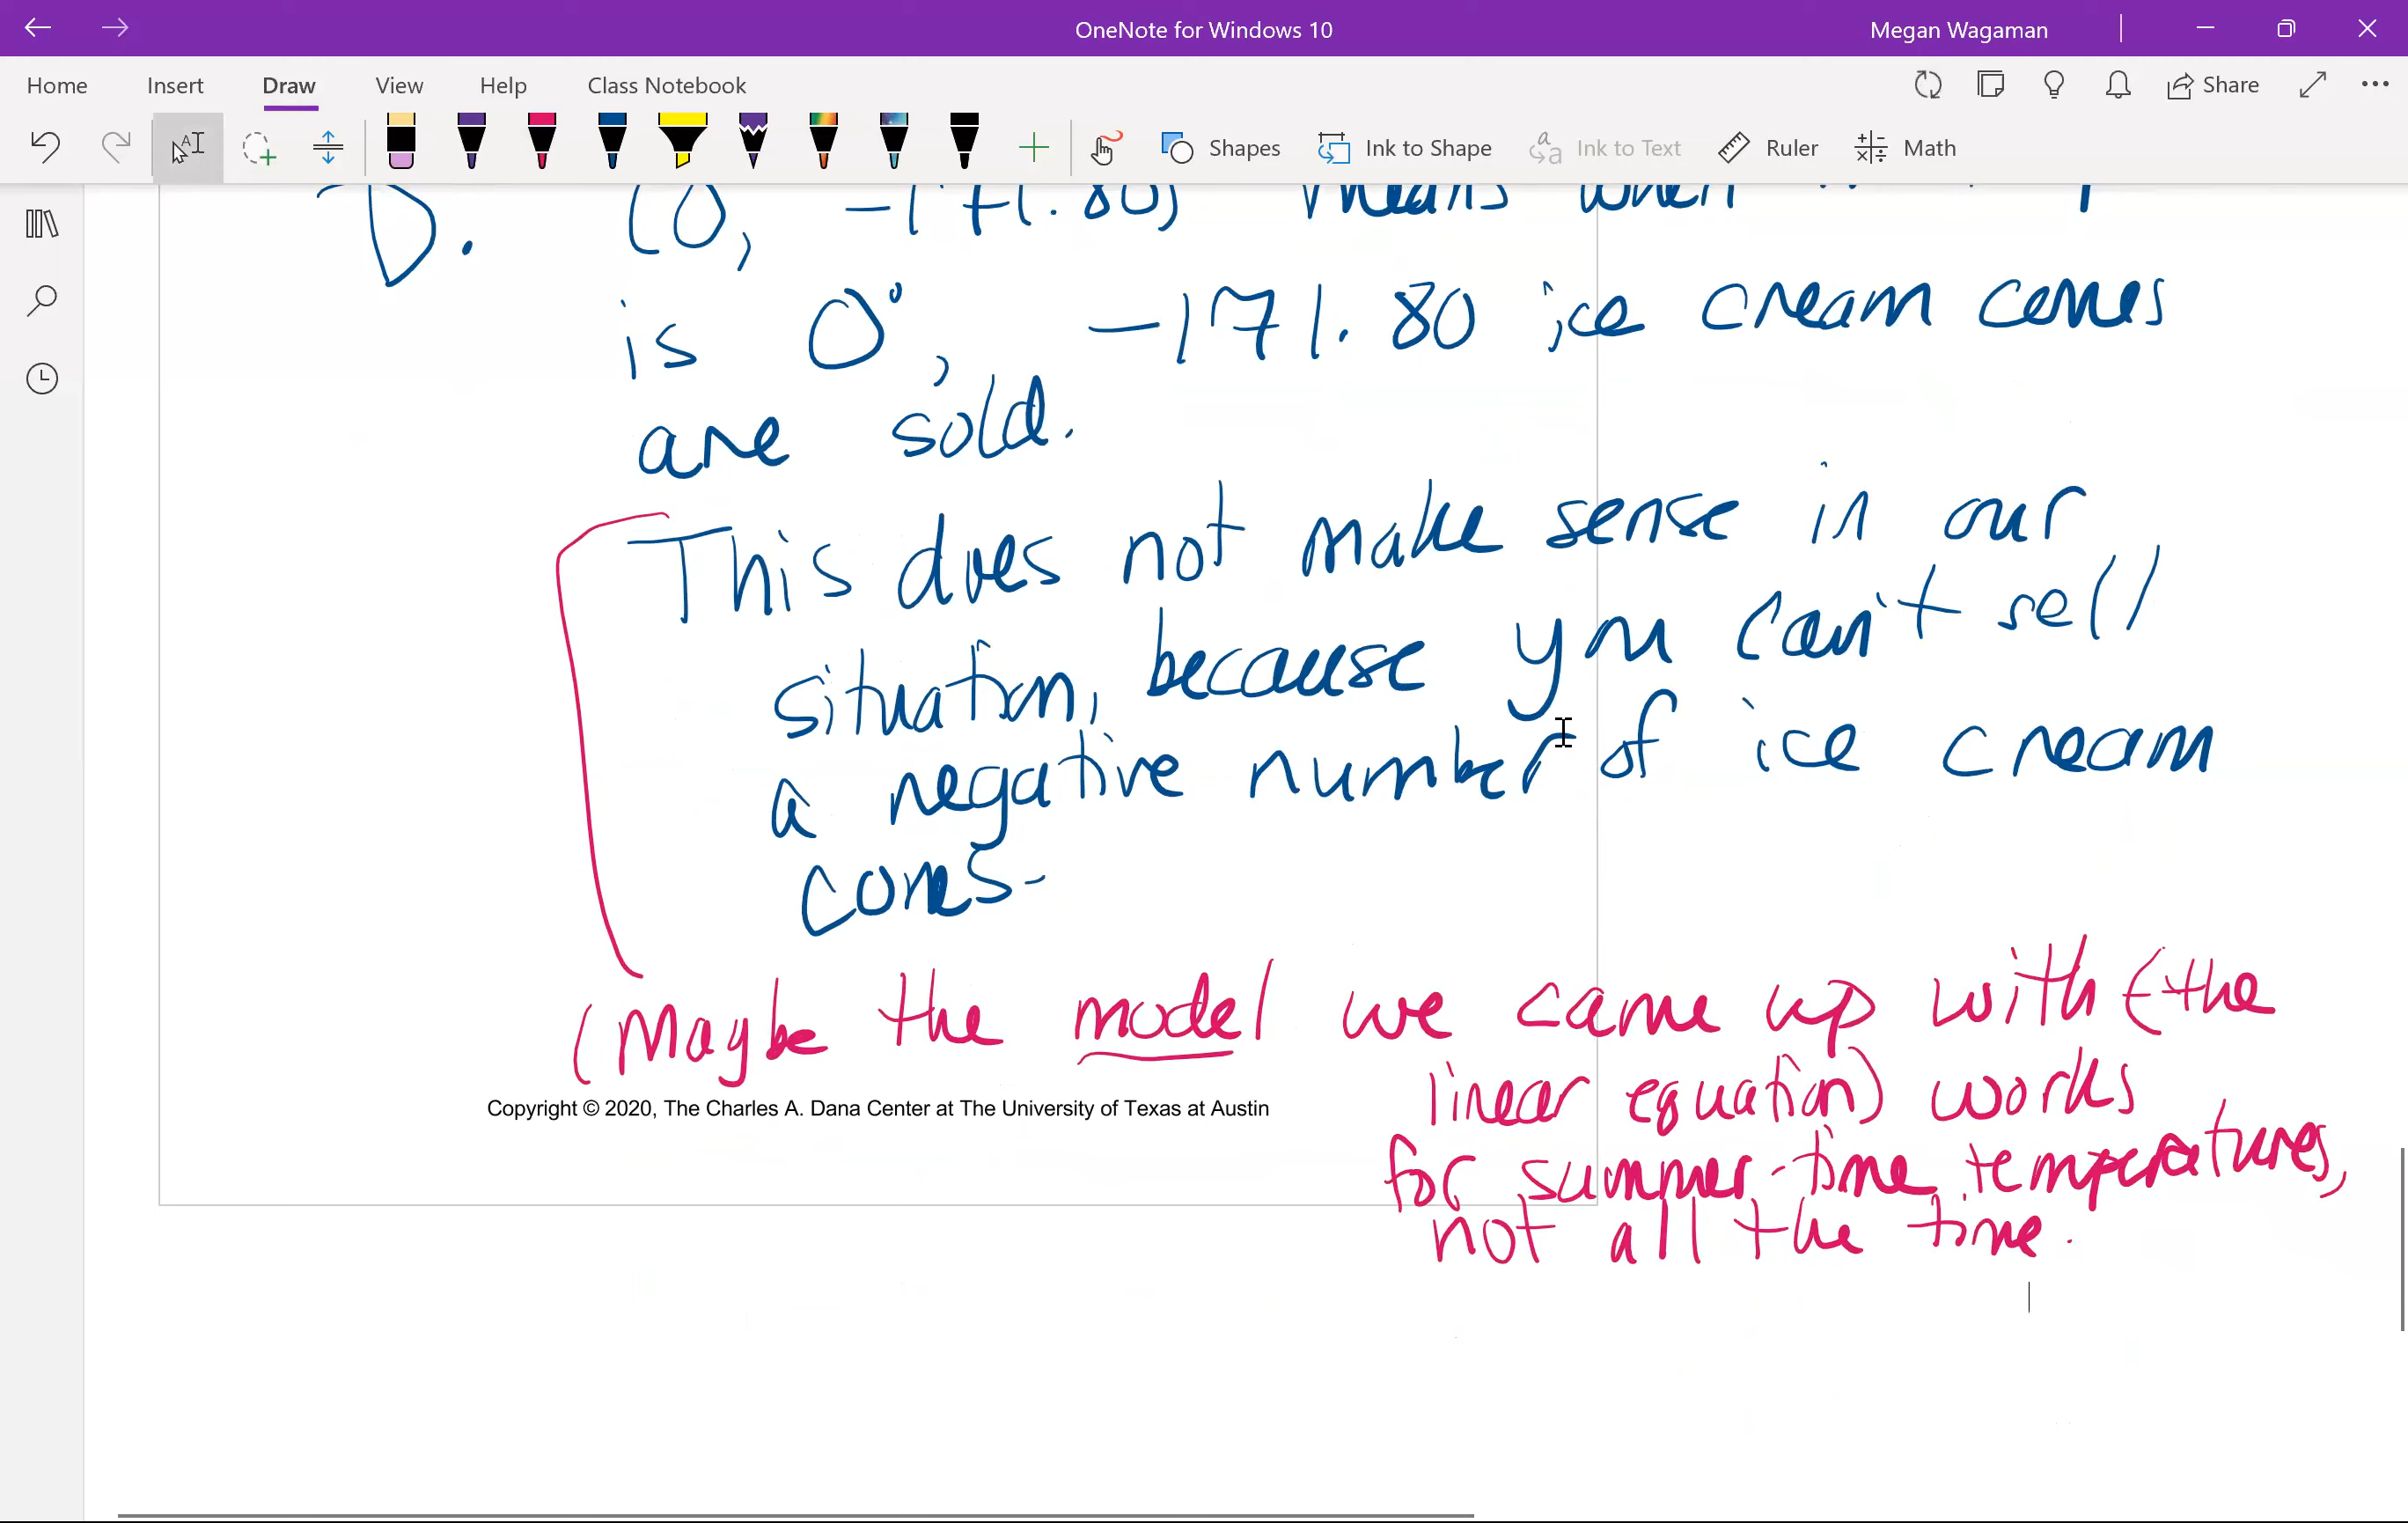 OneNote for Windows 10
Megan Wagaman
Home Insert Draw View Help Class Notebook
Share
Shapes Ink to Shape Ink to Text Ruler Math
D. (0, -171.80) means when
is 0°, -171.80 ice cream cones
are sold.
This does not make sense in our
situation, because you can't sell
a negative number of ice cream
cones.
(Maybe the model we came up with (the
linear equation) works
for summer-time temperatures,
not all the time.
Copyright © 2020, The Charles A. Dana Center at The University of Texas at Austin